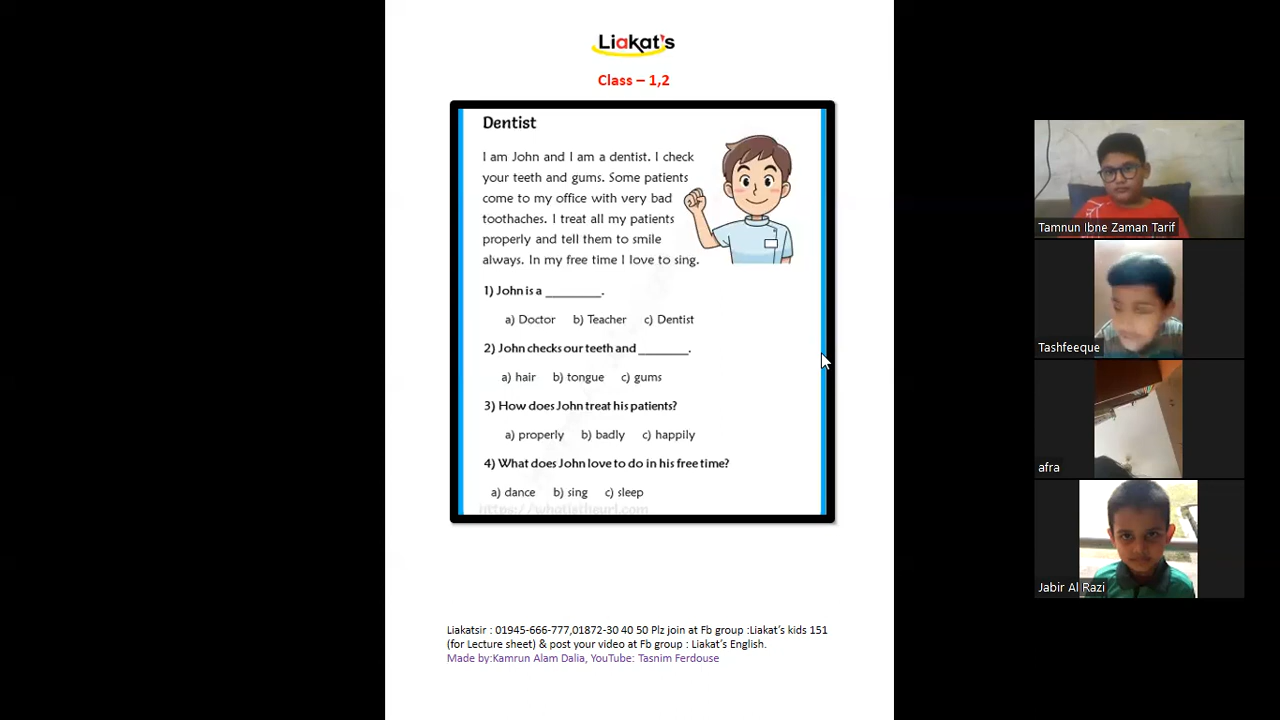 Liakat's
Class – 1,2
Dentist
I am John and I am a dentist. I check
your teeth and gums. Some patients
come to my office with very bad
toothaches. I treat all my patients
properly and tell them to smile
always. In my free time I love to sing.
1) John is a _________.
a) Doctor b) Teacher c) Dentist
2) John checks our teeth and ________.
a) hair b) tongue c) gums
3) How does John treat his patients?
a) properly b) badly c) happily
4) What does John love to do in his free time?
a) dance b) sing c) sleep
https://whatistheurl.com
Liakatsir : 01945-666-777,01872-30 40 50 Plz join at Fb group :Liakat's kids 151
(for Lecture sheet) & post your video at Fb group : Liakat's English.
Made by:Kamrun Alam Dalia, YouTube: Tasnim Ferdouse
Tamnun Ibne Zaman Tarif
Tashfeeque
afra
Jabir Al Razi